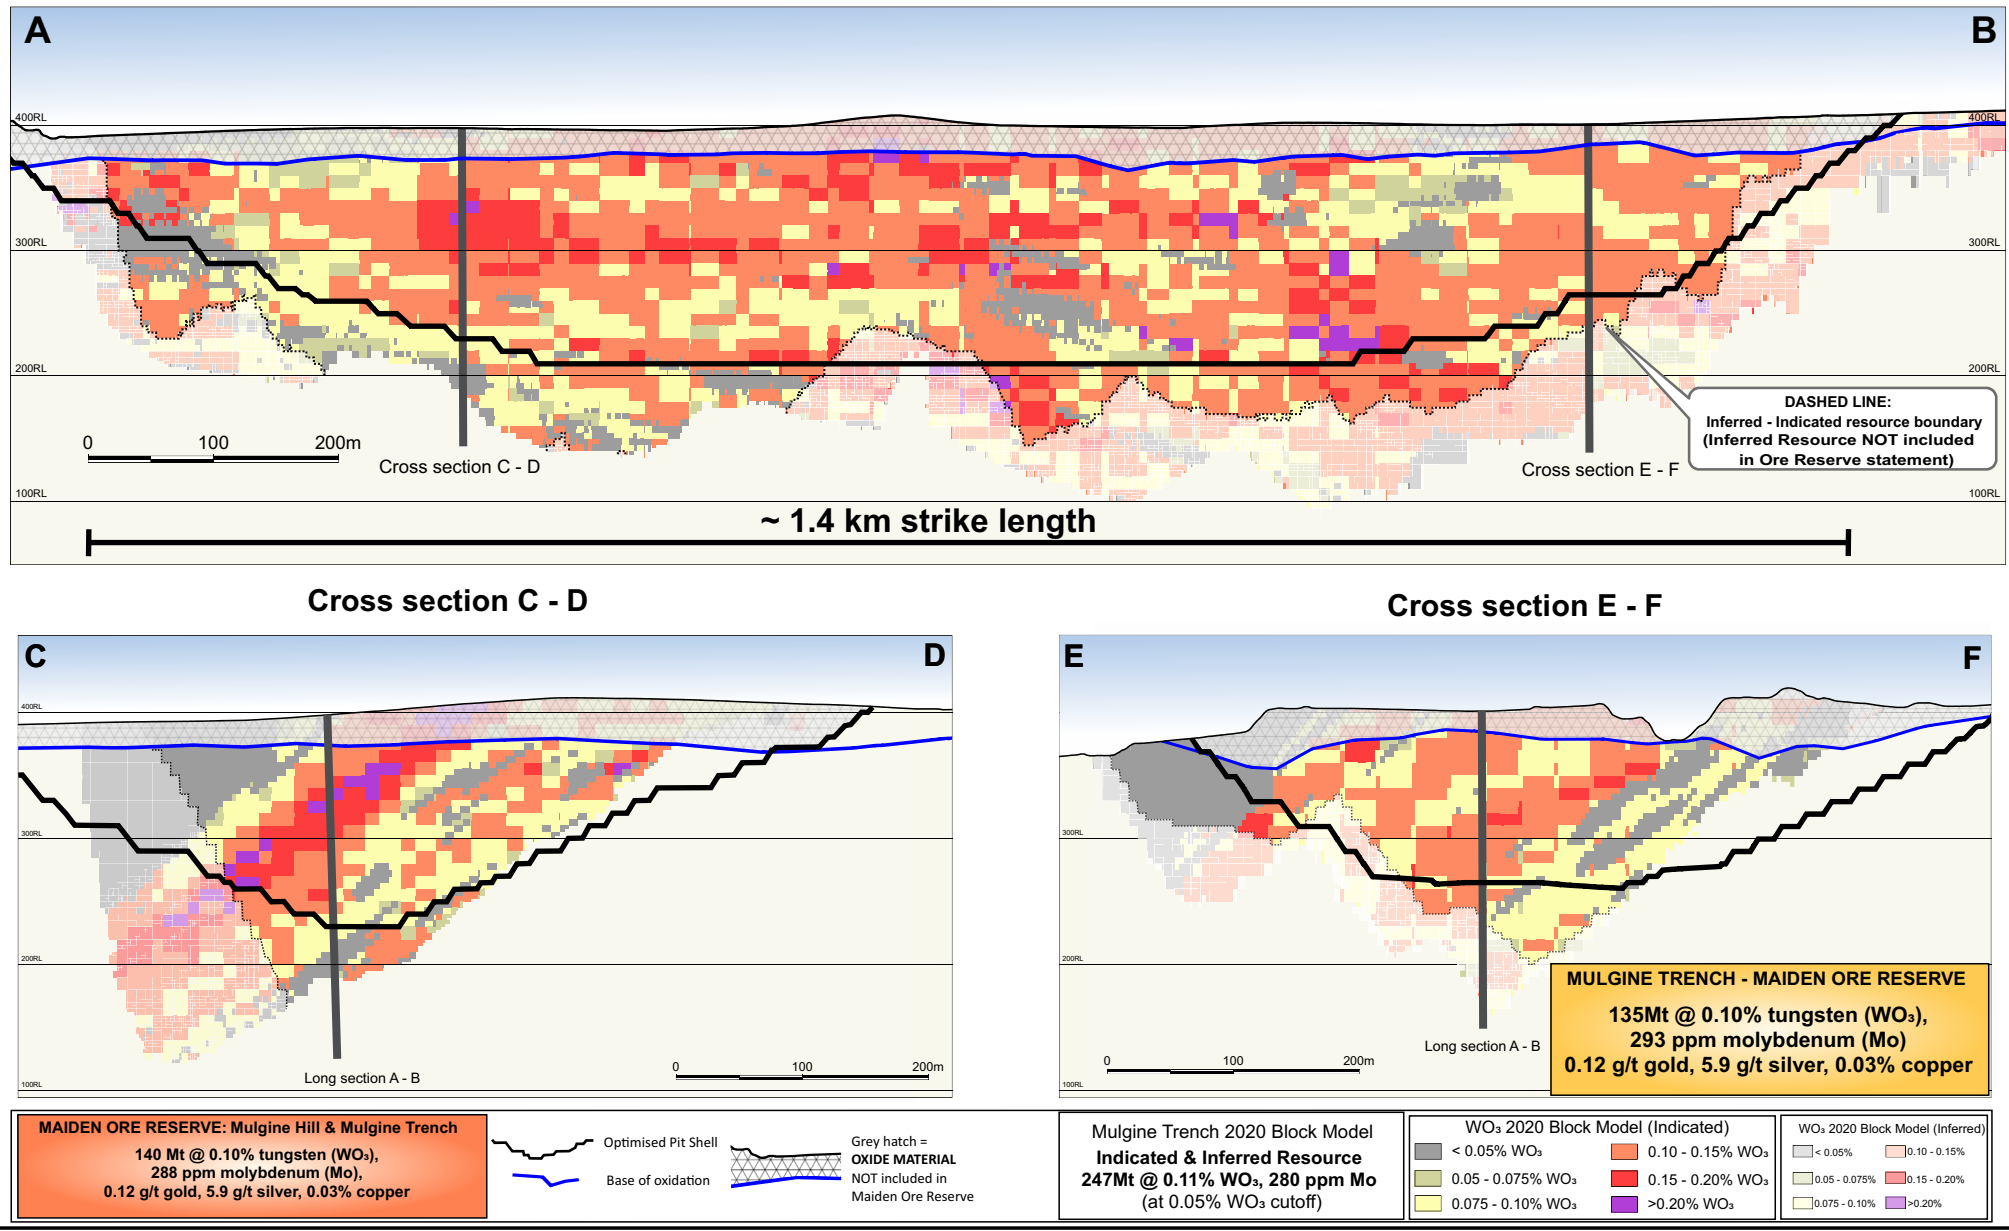 A
B
400RL
400RL
300RL
300RL
200RL
200RL
100RL
100RL
0 100 200m
Cross section C - D
Cross section E - F
DASHED LINE:
Inferred - Indicated resource boundary
(Inferred Resource NOT included
in Ore Reserve statement)
~ 1.4 km strike length
Cross section C - D
C
D
400RL
300RL
200RL
100RL
Long section A - B
0 100 200m
Cross section E - F
E
F
400RL
300RL
200RL
100RL
Long section A - B
0 100 200m
MULGINE TRENCH - MAIDEN ORE RESERVE
135Mt @ 0.10% tungsten (WO₃),
293 ppm molybdenum (Mo)
0.12 g/t gold, 5.9 g/t silver, 0.03% copper
MAIDEN ORE RESERVE: Mulgine Hill & Mulgine Trench
140 Mt @ 0.10% tungsten (WO₃),
288 ppm molybdenum (Mo),
0.12 g/t gold, 5.9 g/t silver, 0.03% copper
Optimised Pit Shell
Base of oxidation
Grey hatch =
OXIDE MATERIAL
NOT included in
Maiden Ore Reserve
Mulgine Trench 2020 Block Model
Indicated & Inferred Resource
247Mt @ 0.11% WO₃, 280 ppm Mo
(at 0.05% WO₃ cutoff)
WO₃ 2020 Block Model (Indicated)
< 0.05% WO₃
0.10 - 0.15% WO₃
0.05 - 0.075% WO₃
0.15 - 0.20% WO₃
0.075 - 0.10% WO₃
>0.20% WO₃
WO₃ 2020 Block Model (Inferred)
< 0.05%
0.10 - 0.15%
0.05 - 0.075%
0.15 - 0.20%
0.075 - 0.10%
>0.20%